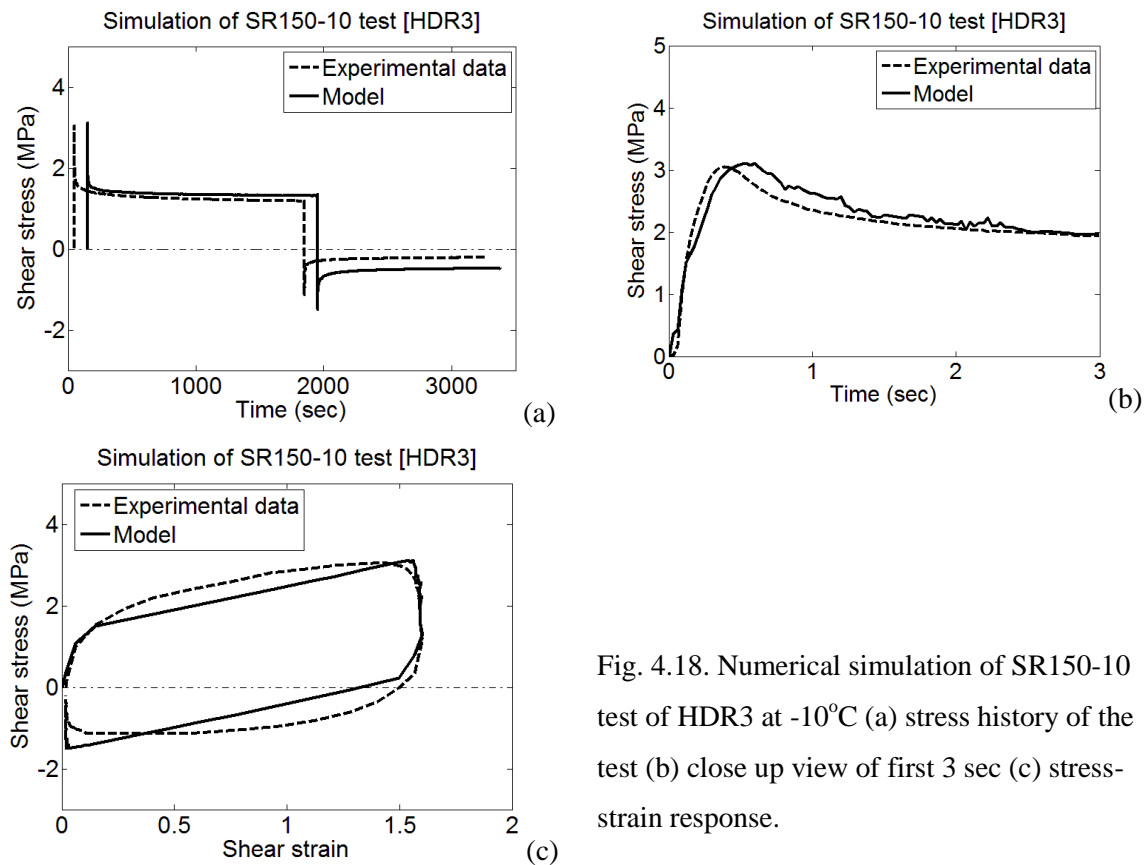 Simulation of SR150-10 test [HDR3]
Experimental data
Model
Shear stress (MPa)
4
2
0
-2
0
1000
2000
3000
Time (sec)
(a)
Simulation of SR150-10 test [HDR3]
Experimental data
Model
Shear stress (MPa)
5
4
3
2
1
0
0
1
2
3
Time (sec)
(b)
Simulation of SR150-10 test [HDR3]
Experimental data
Model
Shear stress (MPa)
4
2
0
-2
0
0.5
1
1.5
2
Shear strain
(c)
Fig. 4.18. Numerical simulation of SR150-10
test of HDR3 at -10°C (a) stress history of the
test (b) close up view of first 3 sec (c) stress-
strain response.